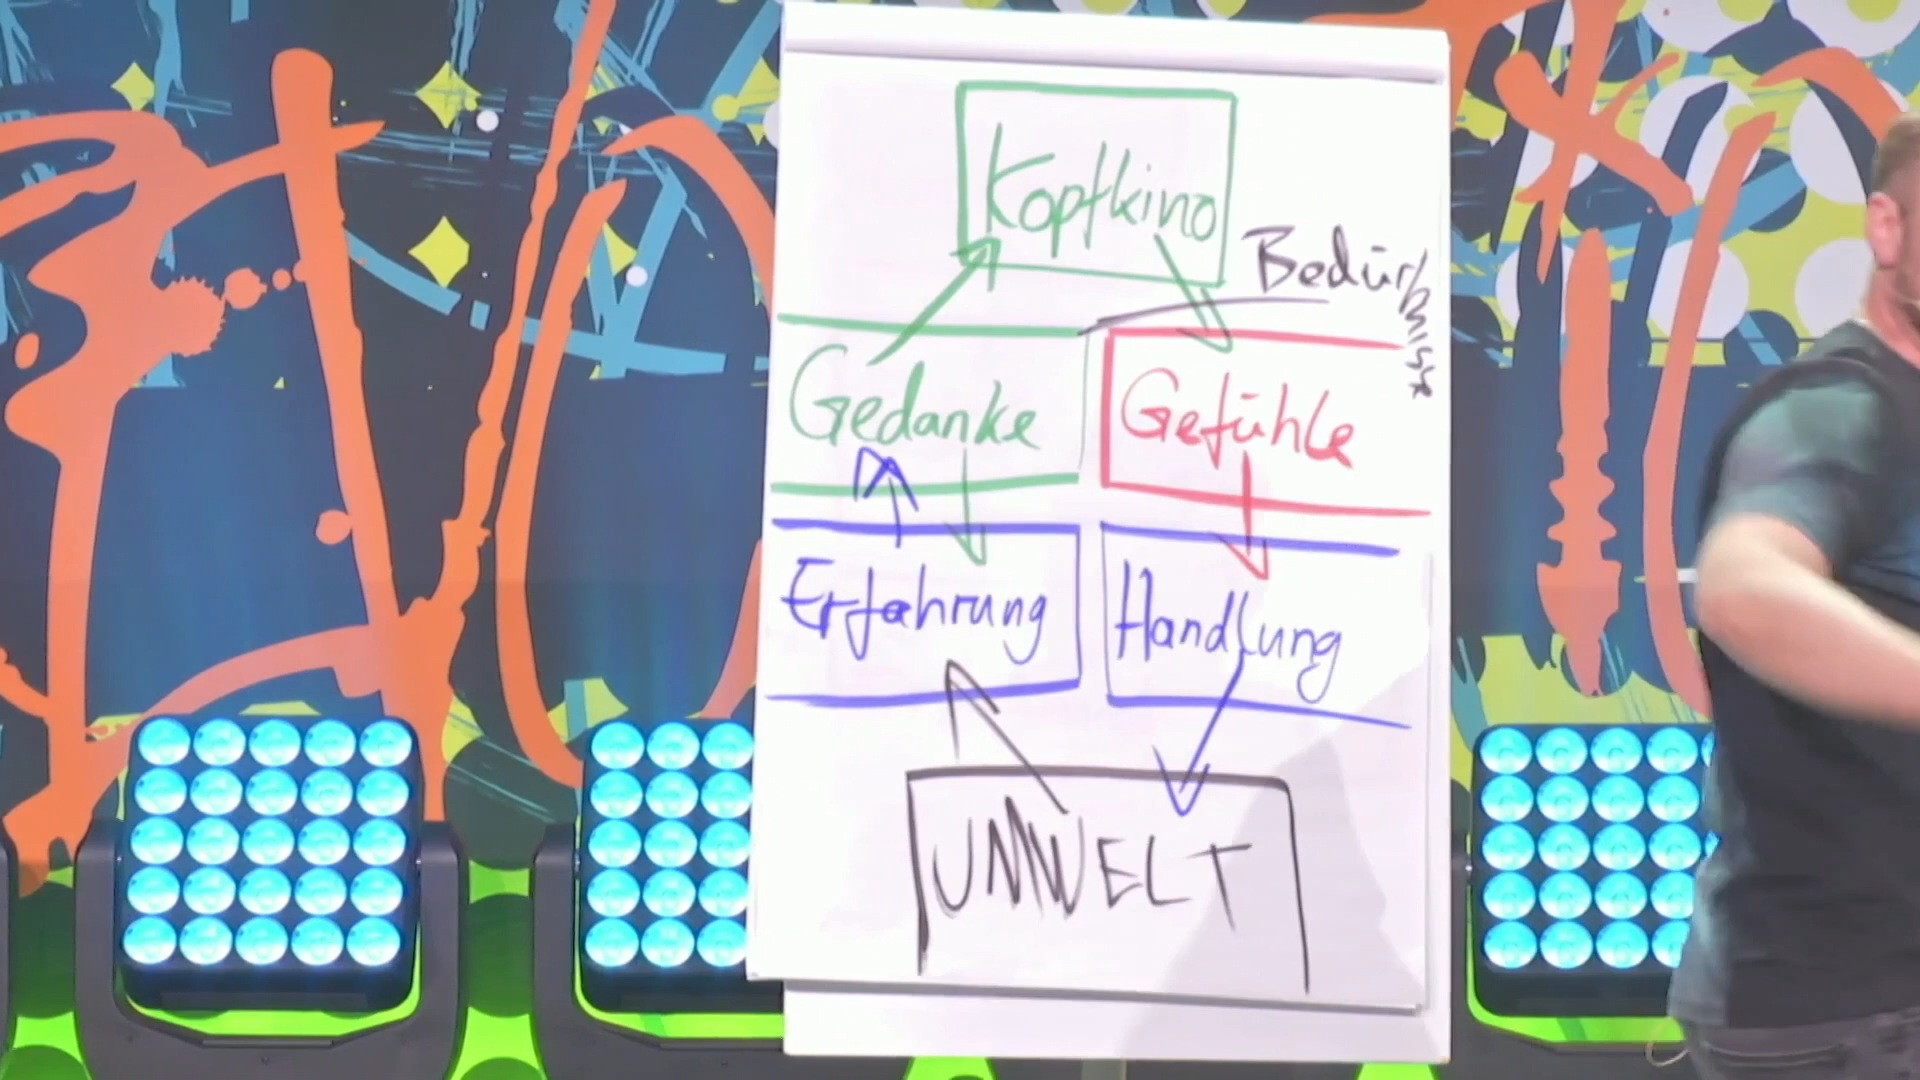 Kopfkino
Bedürfnisse
Gedanke
Gefühle
Erfahrung
Handlung
UMWELT